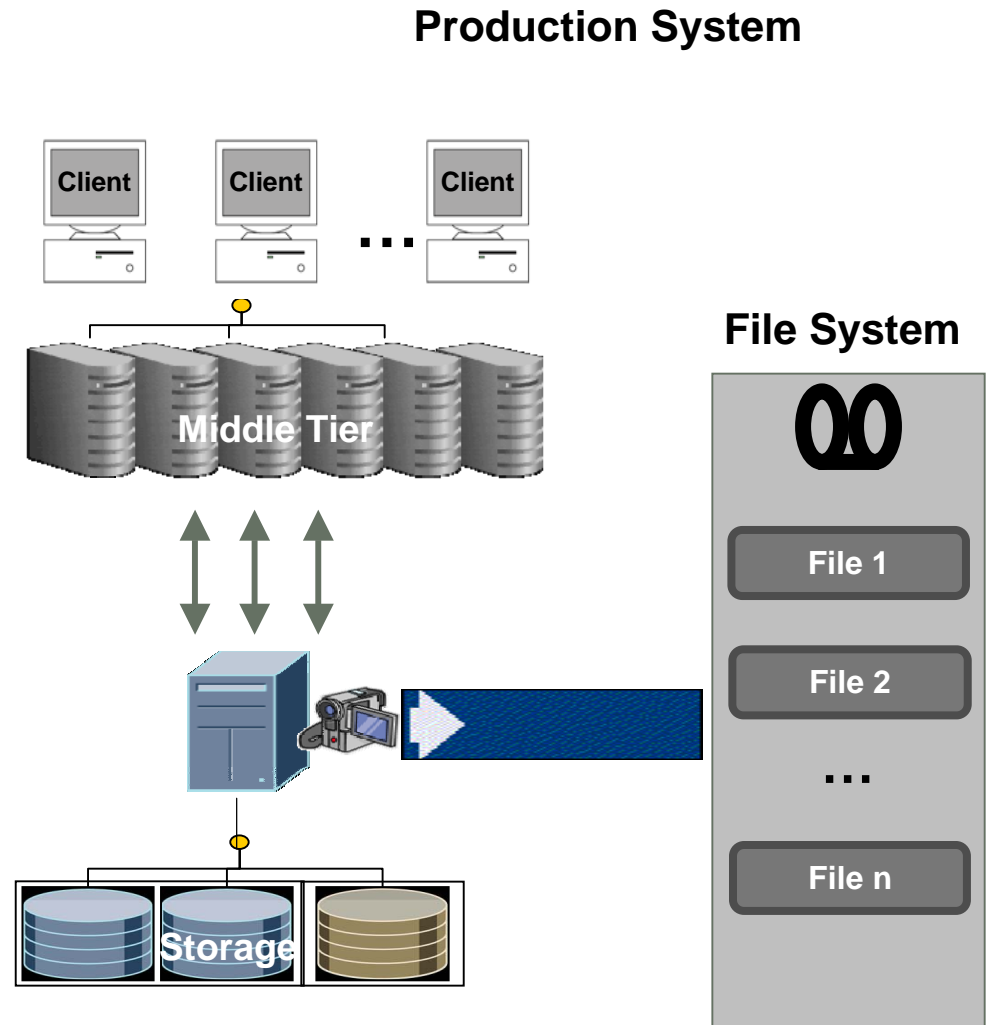 Production System
Client Client Client
...
File System
Middle Tier
File 1
File 2
...
File n
Storage